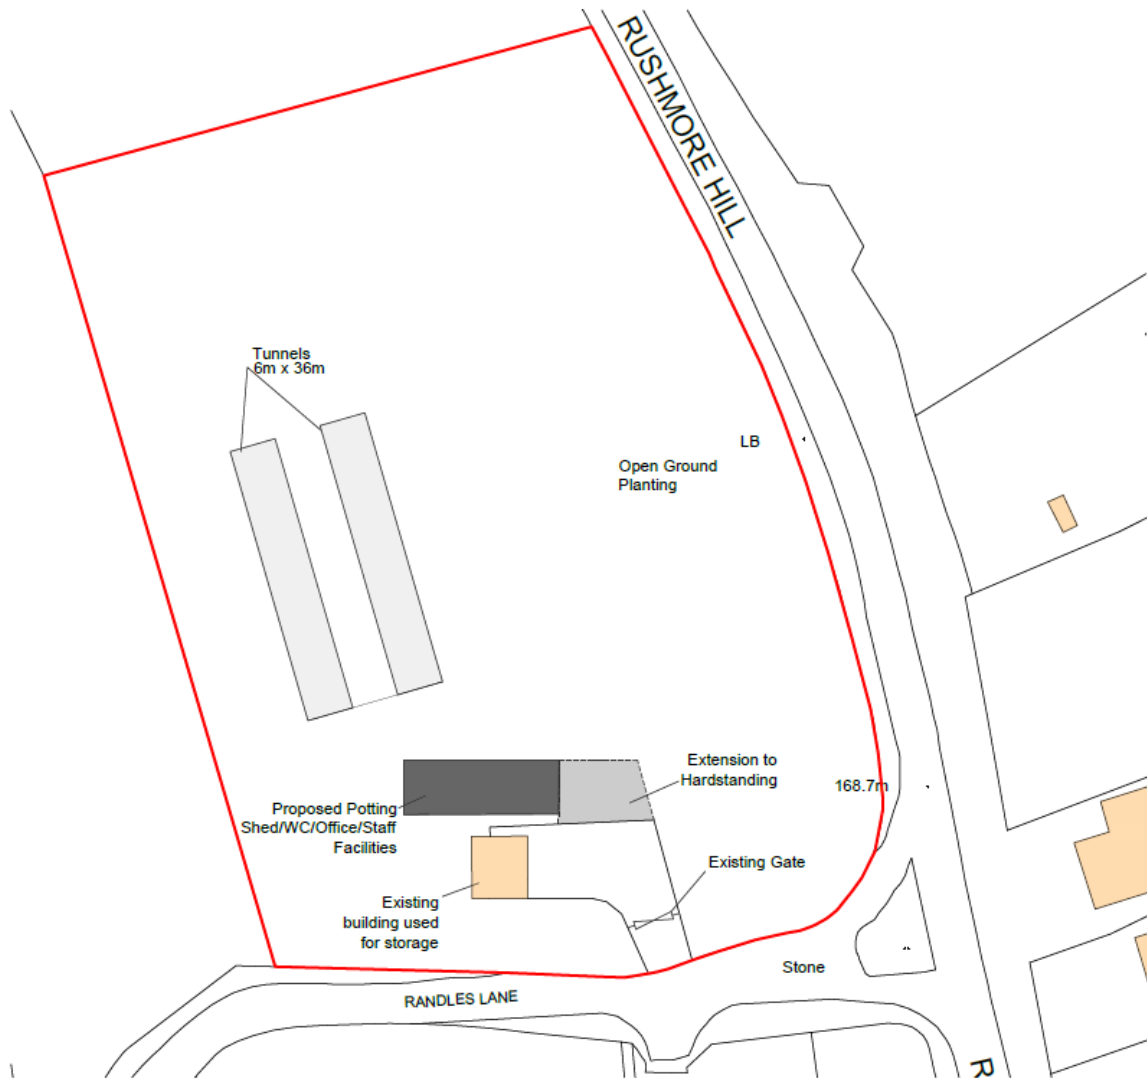 RUSHMORE HILL
Tunnels
6m x 36m
LB
Open Ground
Planting
Extension to
Hardstanding
168.7m
Proposed Potting
Shed/WC/Office/Staff
Facilities
Existing Gate
Existing
building used
for storage
Stone
RANDLES LANE
R